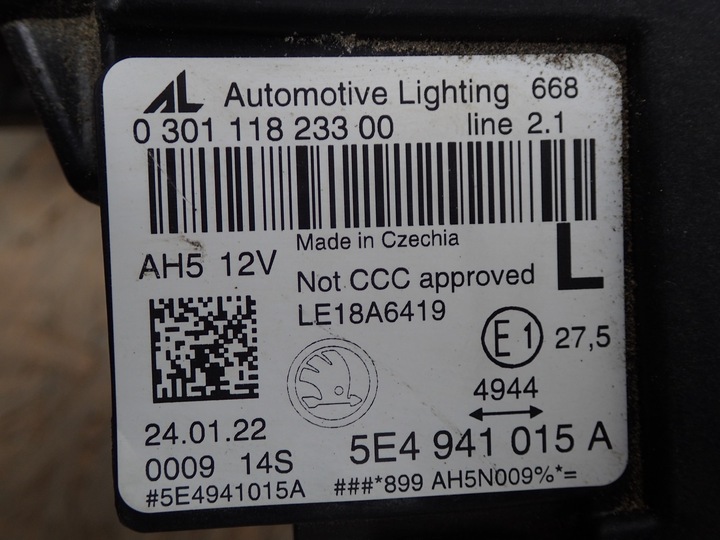 AL Automotive Lighting 668
0 301 118 233 00 line 2.1
Made in Czechia
AH5 12V
Not CCC approved L
LE18A6419
E1 27,5
4944
24.01.22
5E4 941 015 A
0009 14S
#5E4941015A ###*899 AH5N009%*=